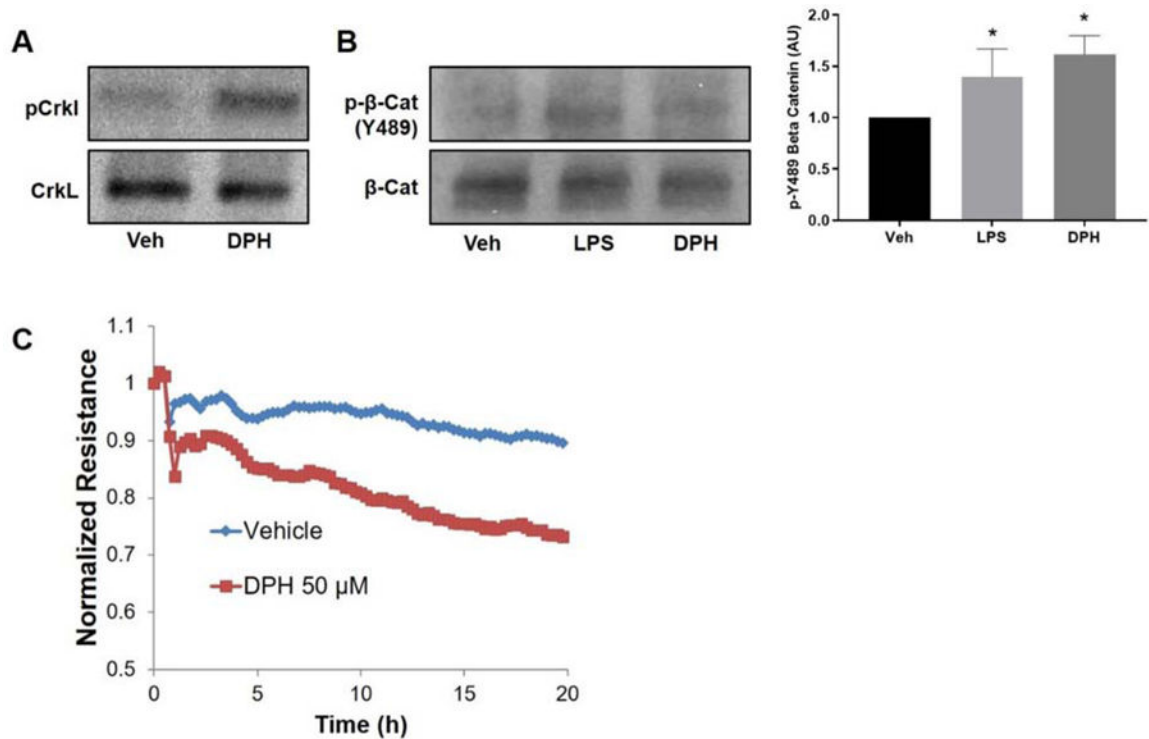 A
pCrkl
CrkL
Veh DPH
B
p-β-Cat
(Y489)
β-Cat
Veh LPS DPH
p-Y489 Beta Catenin (AU)
2.0
1.5
1.0
0.5
0.0
* *
Veh LPS DPH
C
Normalized Resistance
1.1
1
0.9
0.8
0.7
0.6
0.5
Vehicle
DPH 50 µM
0 5 10 15 20
Time (h)